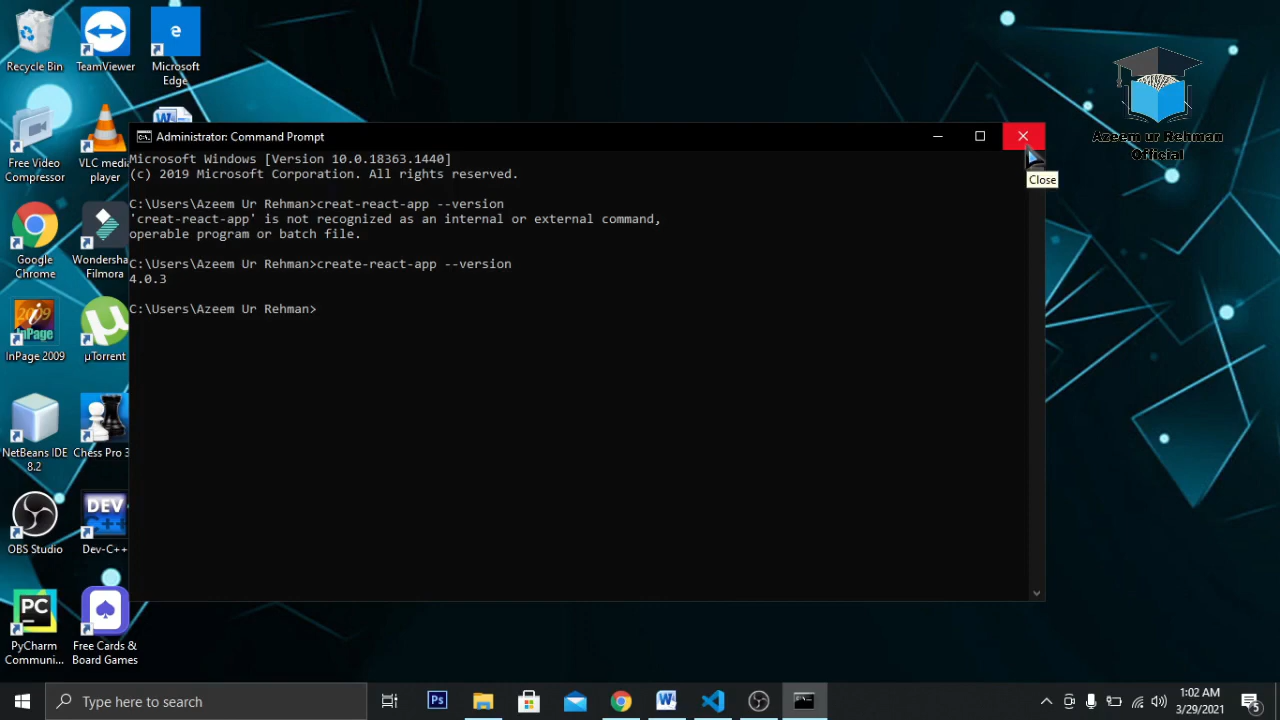 Recycle Bin
TeamViewer
Microsoft
Edge
Free Video
Compressor
VLC media
player
Google
Chrome
Wondersha
Filmora
InPage 2009
µTorrent
NetBeans IDE
8.2
Chess Pro 3
OBS Studio
DEV
C++
Dev-C++
PC
PyCharm
Communi...
Free Cards &
Board Games
Administrator: Command Prompt
Close
Microsoft Windows [Version 10.0.18363.1440]
(c) 2019 Microsoft Corporation. All rights reserved.
C:\Users\Azeem Ur Rehman>creat-react-app --version
'creat-react-app' is not recognized as an internal or external command,
operable program or batch file.
C:\Users\Azeem Ur Rehman>create-react-app --version
4.0.3
C:\Users\Azeem Ur Rehman>
Azeem ur Rehman
Official
Type here to search
Ps
1:02 AM
3/29/2021
5